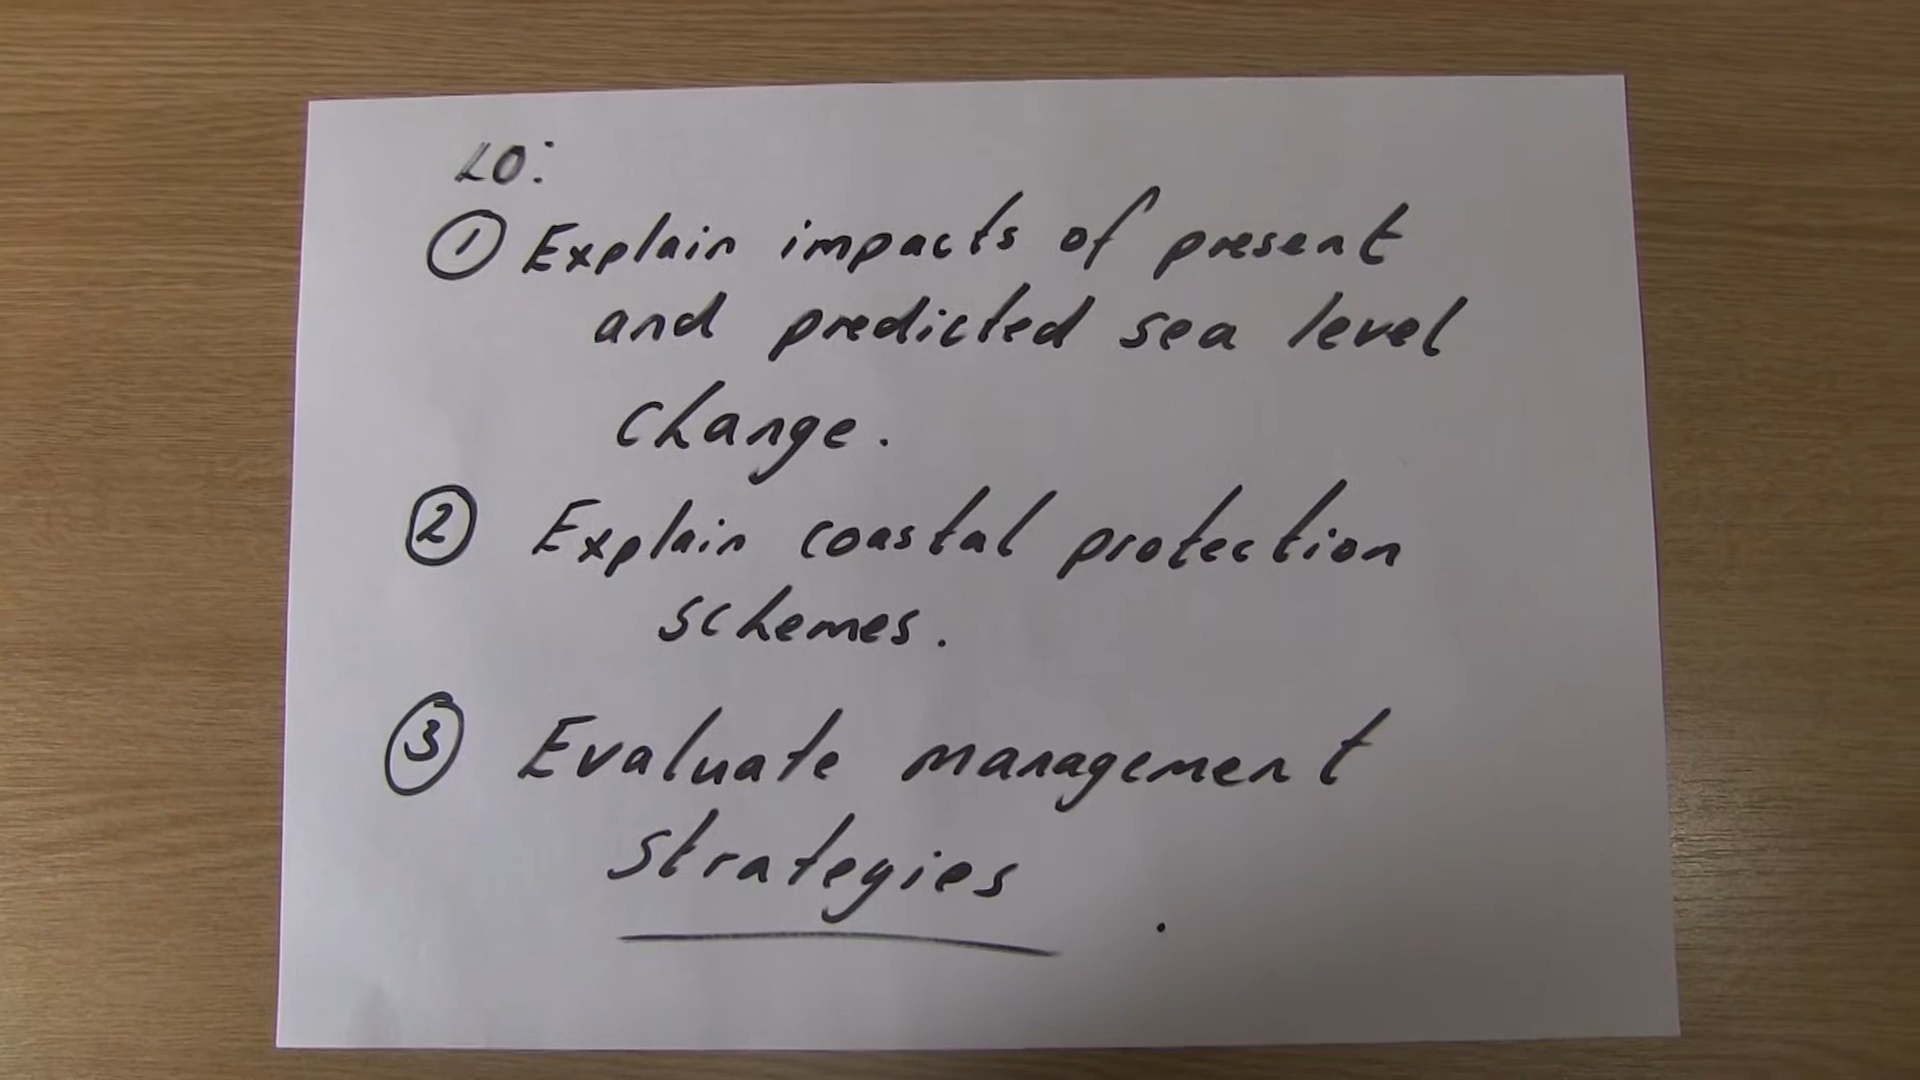 LO:
① Explain impacts of present
and predicted sea level
change.
② Explain coastal protection
schemes.
③ Evaluate management
strategies
.